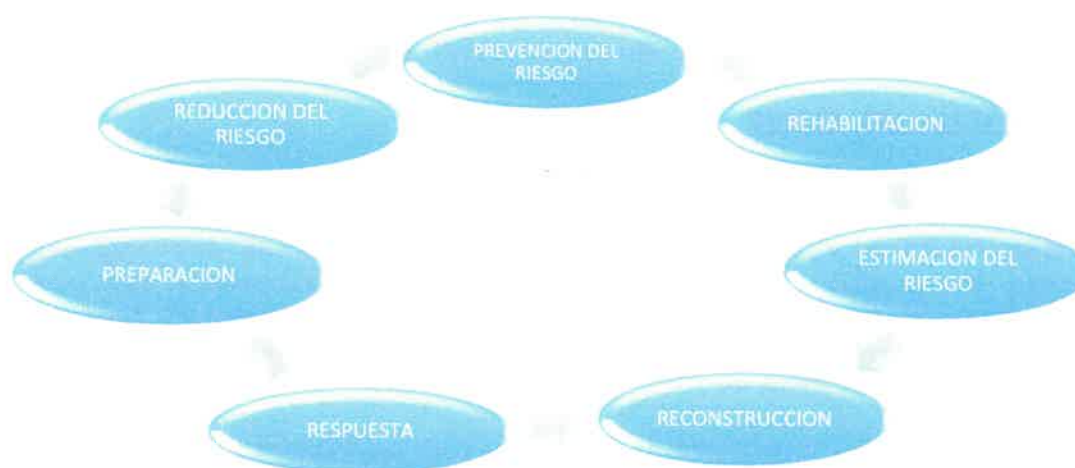 PREVENCION DEL
RIESGO
REHABILITACION
ESTIMACION DEL
RIESGO
RECONSTRUCCION
RESPUESTA
PREPARACION
REDUCCION DEL
RIESGO